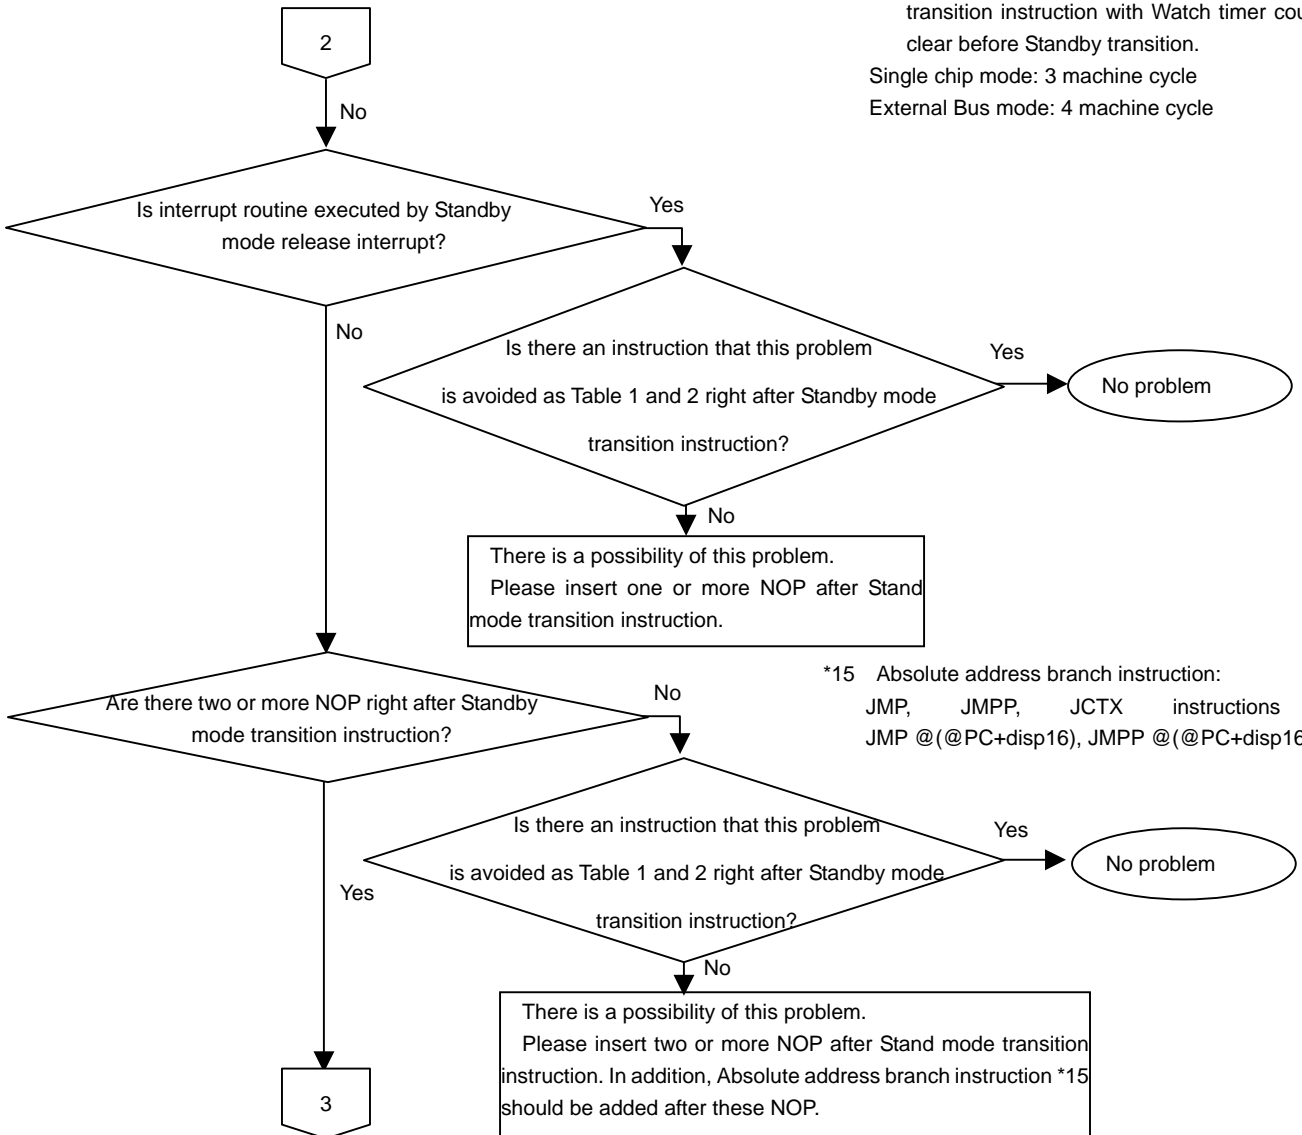 transition instruction with Watch timer cou
clear before Standby transition.
Single chip mode: 3 machine cycle
External Bus mode: 4 machine cycle
2
No
Is interrupt routine executed by Standby
mode release interrupt?
Yes
No
Is there an instruction that this problem
is avoided as Table 1 and 2 right after Standby mode
transition instruction?
Yes
No problem
No
There is a possibility of this problem.
Please insert one or more NOP after Stand
mode transition instruction.
*15 Absolute address branch instruction:
JMP, JMPP, JCTX instructions
JMP @(@PC+disp16), JMPP @(@PC+disp16
Are there two or more NOP right after Standby
mode transition instruction?
No
Yes
Is there an instruction that this problem
is avoided as Table 1 and 2 right after Standby mode
transition instruction?
Yes
No problem
No
There is a possibility of this problem.
Please insert two or more NOP after Stand mode transition
instruction. In addition, Absolute address branch instruction *15
should be added after these NOP.
3